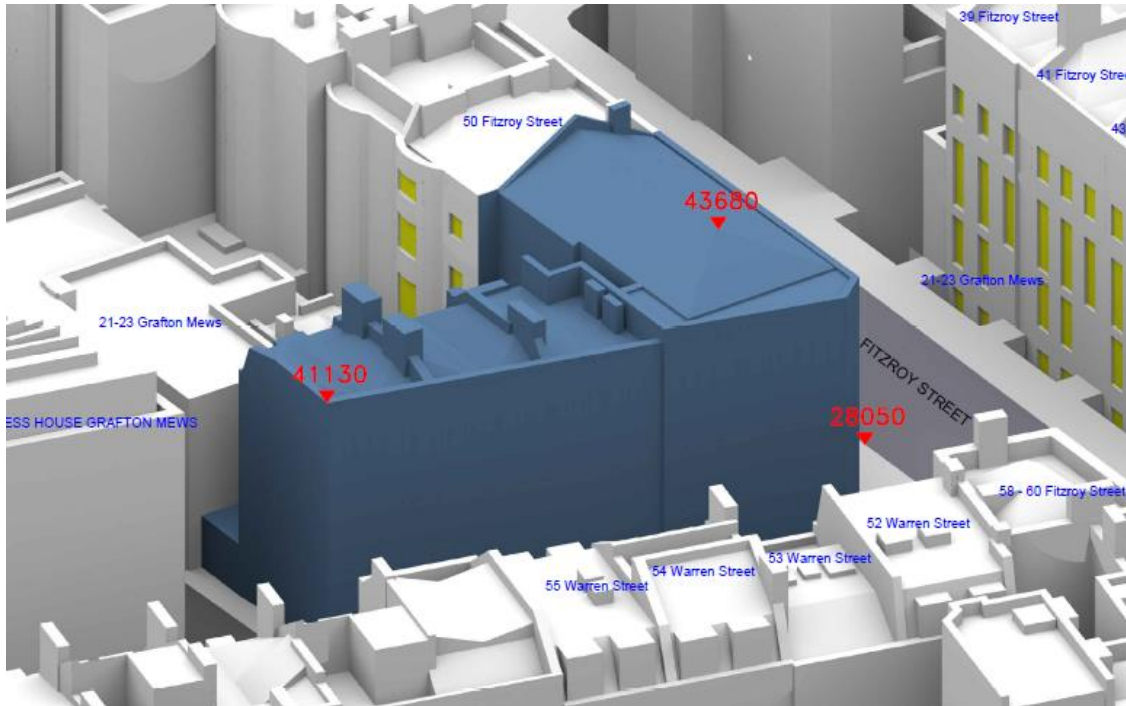 39 Fitzroy Street
41 Fitzroy Stree
43
50 Fitzroy Street
43680
21-23 Grafton Mews
21-23 Grafton Mews
41130
FITZROY STREET
28050
ESS HOUSE GRAFTON MEWS
58 - 60 Fitzroy Street
52 Warren Street
53 Warren Street
54 Warren Street
55 Warren Street